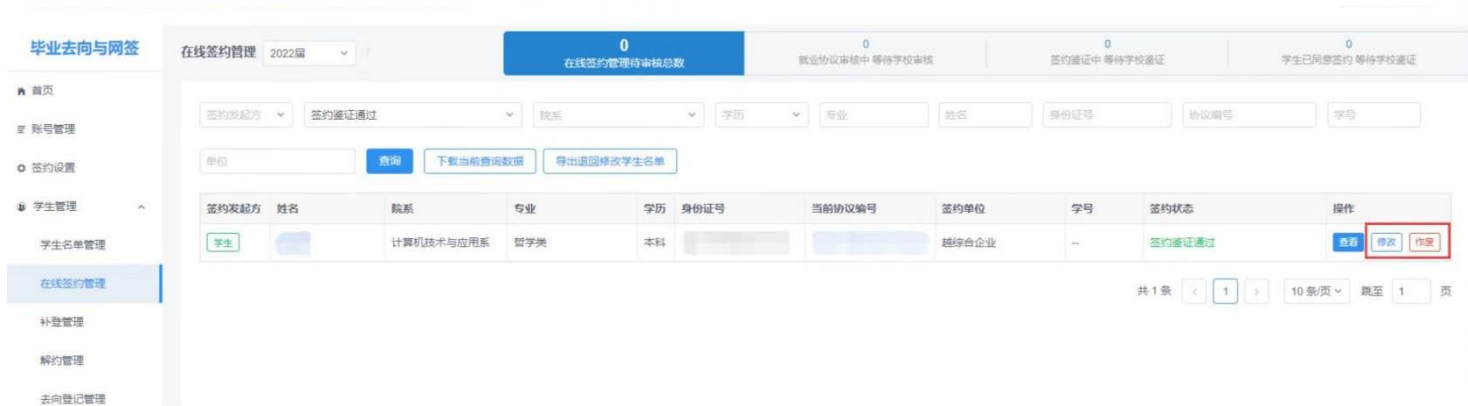 毕业去向与网签
首页
账号管理
签约设置
学生管理
学生名单管理
在线签约管理
补登管理
解约管理
去向登记管理
在线签约管理 2022届
0
在线签约管理待审核总数
0
就业协议审核中 等待学校审核
0
签约鉴证中 等待学校鉴证
0
学生已同意签约 等待学校鉴证
签约发起方 签约鉴证通过 院系 学历 专业 姓名 身份证号 协议编号 学号
单位 查询 下载当前查询数据 导出退回修改学生名单
签约发起方 姓名 院系 专业 学历 身份证号 当前协议编号 签约单位 学号 签约状态 操作
学生 计算机技术与应用系 哲学类 本科 越综合企业 -- 签约鉴证通过 查看 修改 作废
共 1 条 < 1 > 10 条/页 跳至 1 页